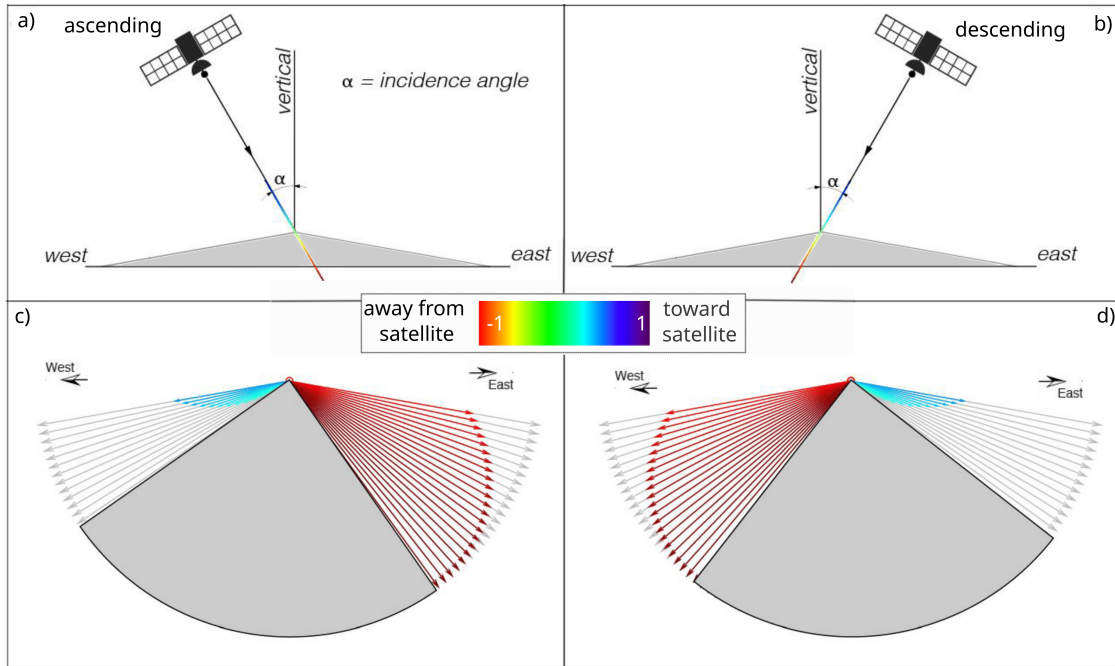 a)
ascending
vertical
α = incidence angle
α
west
east
b)
descending
vertical
α
west
east
away from
satellite
-1
1
toward
satellite
c)
West
East
d)
West
East